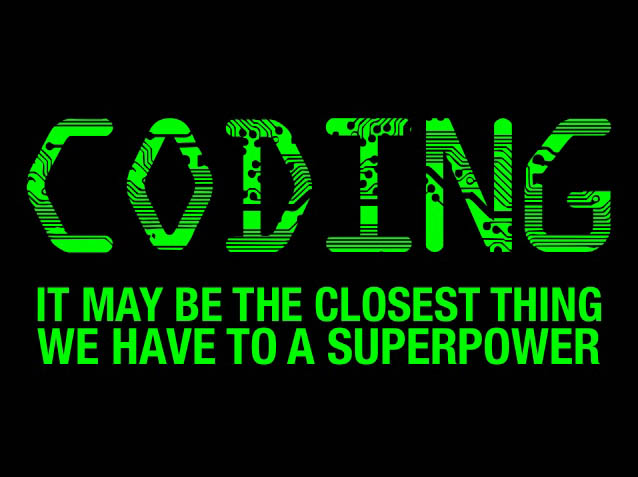 CODING
IT MAY BE THE CLOSEST THING
WE HAVE TO A SUPERPOWER